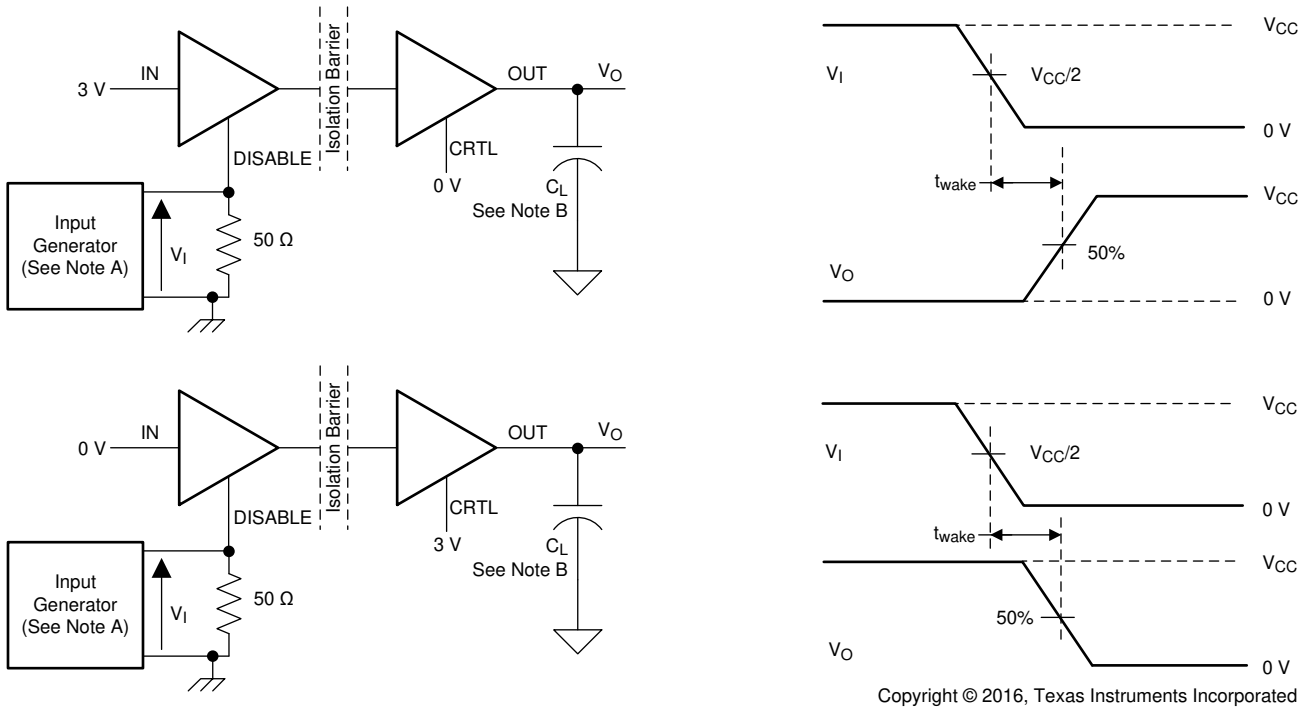 IN
3 V
DISABLE
Isolation Barrier
OUT
VO
CRTL
0 V
CL
See Note B
Input
Generator
(See Note A)
VI
50 Ω
VCC
VI
VCC/2
0 V
twake
VCC
50%
VO
0 V
IN
0 V
DISABLE
Isolation Barrier
OUT
VO
CRTL
3 V
CL
See Note B
Input
Generator
(See Note A)
VI
50 Ω
VCC
VI
VCC/2
0 V
twake
VCC
50%
VO
0 V
Copyright © 2016, Texas Instruments Incorporated